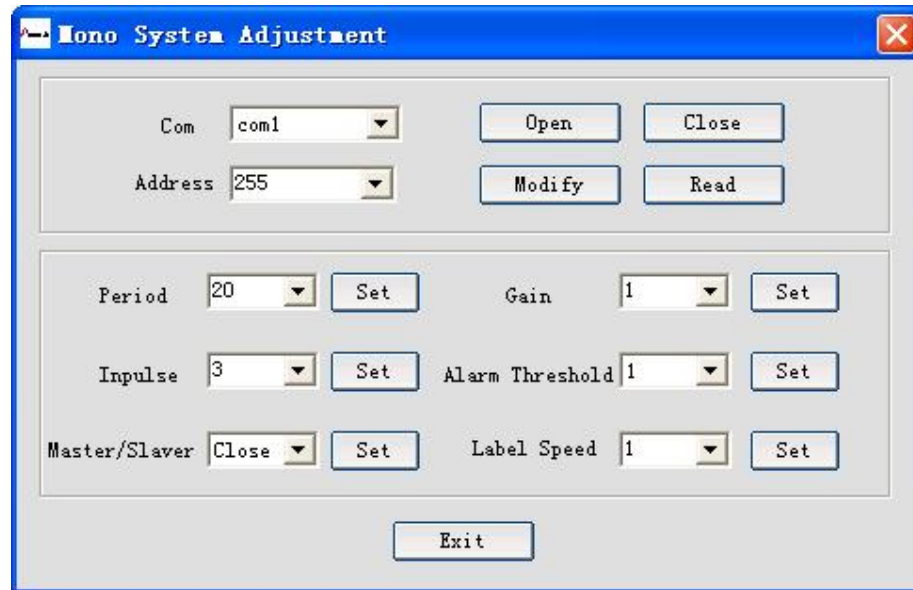 Mono System Adjustment
Com com1 Open Close
Address 255 Modify Read
Period 20 Set Gain 1 Set
Inpulse 3 Set Alarm Threshold 1 Set
Master/Slaver Close Set Label Speed 1 Set
Exit